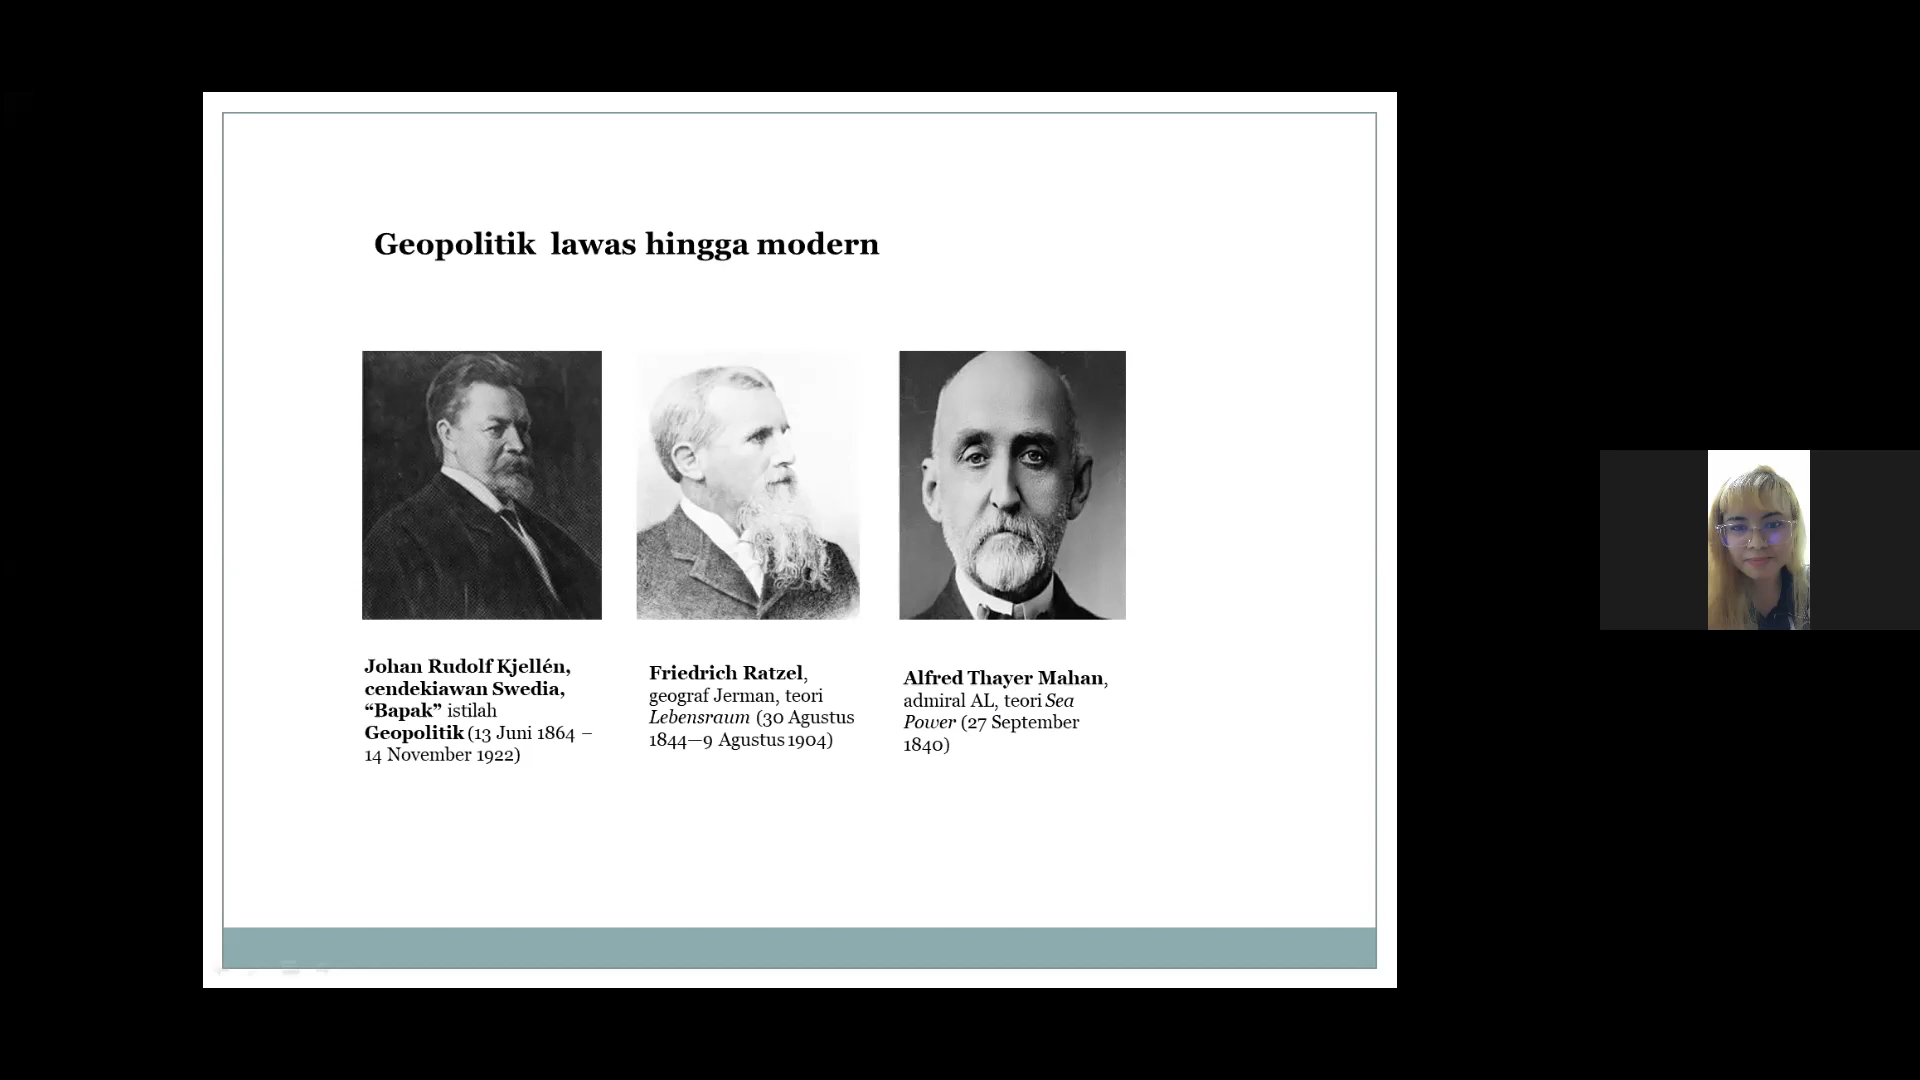 Geopolitik lawas hingga modern
Johan Rudolf Kjellén,
cendekiawan Swedia,
“Bapak” istilah
Geopolitik (13 Juni 1864 –
14 November 1922)
Friedrich Ratzel,
geograf Jerman, teori
Lebensraum (30 Agustus
1844—9 Agustus 1904)
Alfred Thayer Mahan,
admiral AL, teori Sea
Power (27 September
1840)